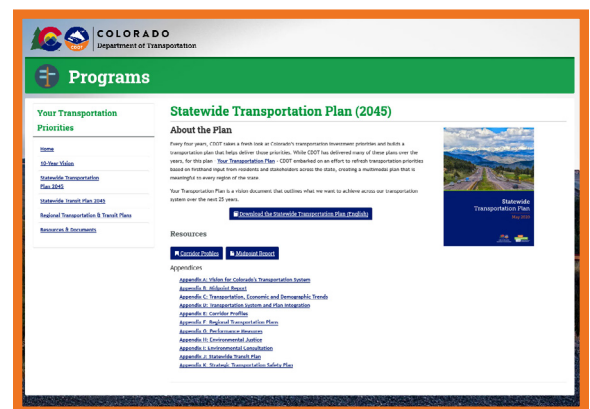 COLORADO
Department of Transportation
CDOT
Programs
Your Transportation
Priorities
Home
10-Year Vision
Statewide Transportation
Plan 2045
Statewide Transit Plan 2045
Regional Transportation & Transit Plans
Resources & Documents
Statewide Transportation Plan (2045)
About the Plan
Every four years, CDOT takes a fresh look at Colorado's transportation investment priorities and builds a
transportation plan that helps deliver those priorities. While CDOT has delivered many of these plans over the
years, for this plan - Your Transportation Plan - CDOT embarked on an effort to refresh transportation priorities
based on firsthand input from residents and stakeholders across the state, creating a multimodal plan that is
meaningful to every region of the state.
Your Transportation Plan is a vision document that outlines what we want to achieve across our transportation
system over the next 25 years.
Download the Statewide Transportation Plan (English)
Statewide
Transportation Plan
May 2020
Resources
Corridor Profiles
Midpoint Report
Appendices
Appendix A: Vision for Colorado's Transportation System
Appendix B: Midpoint Report
Appendix C: Transportation, Economic and Demographic Trends
Appendix D: Transportation System and Plan Integration
Appendix E: Corridor Profiles
Appendix F: Regional Transportation Plans
Appendix G: Performance Measures
Appendix H: Environmental Justice
Appendix I: Environmental Consultation
Appendix J: Statewide Transit Plan
Appendix K: Strategic Transportation Safety Plan